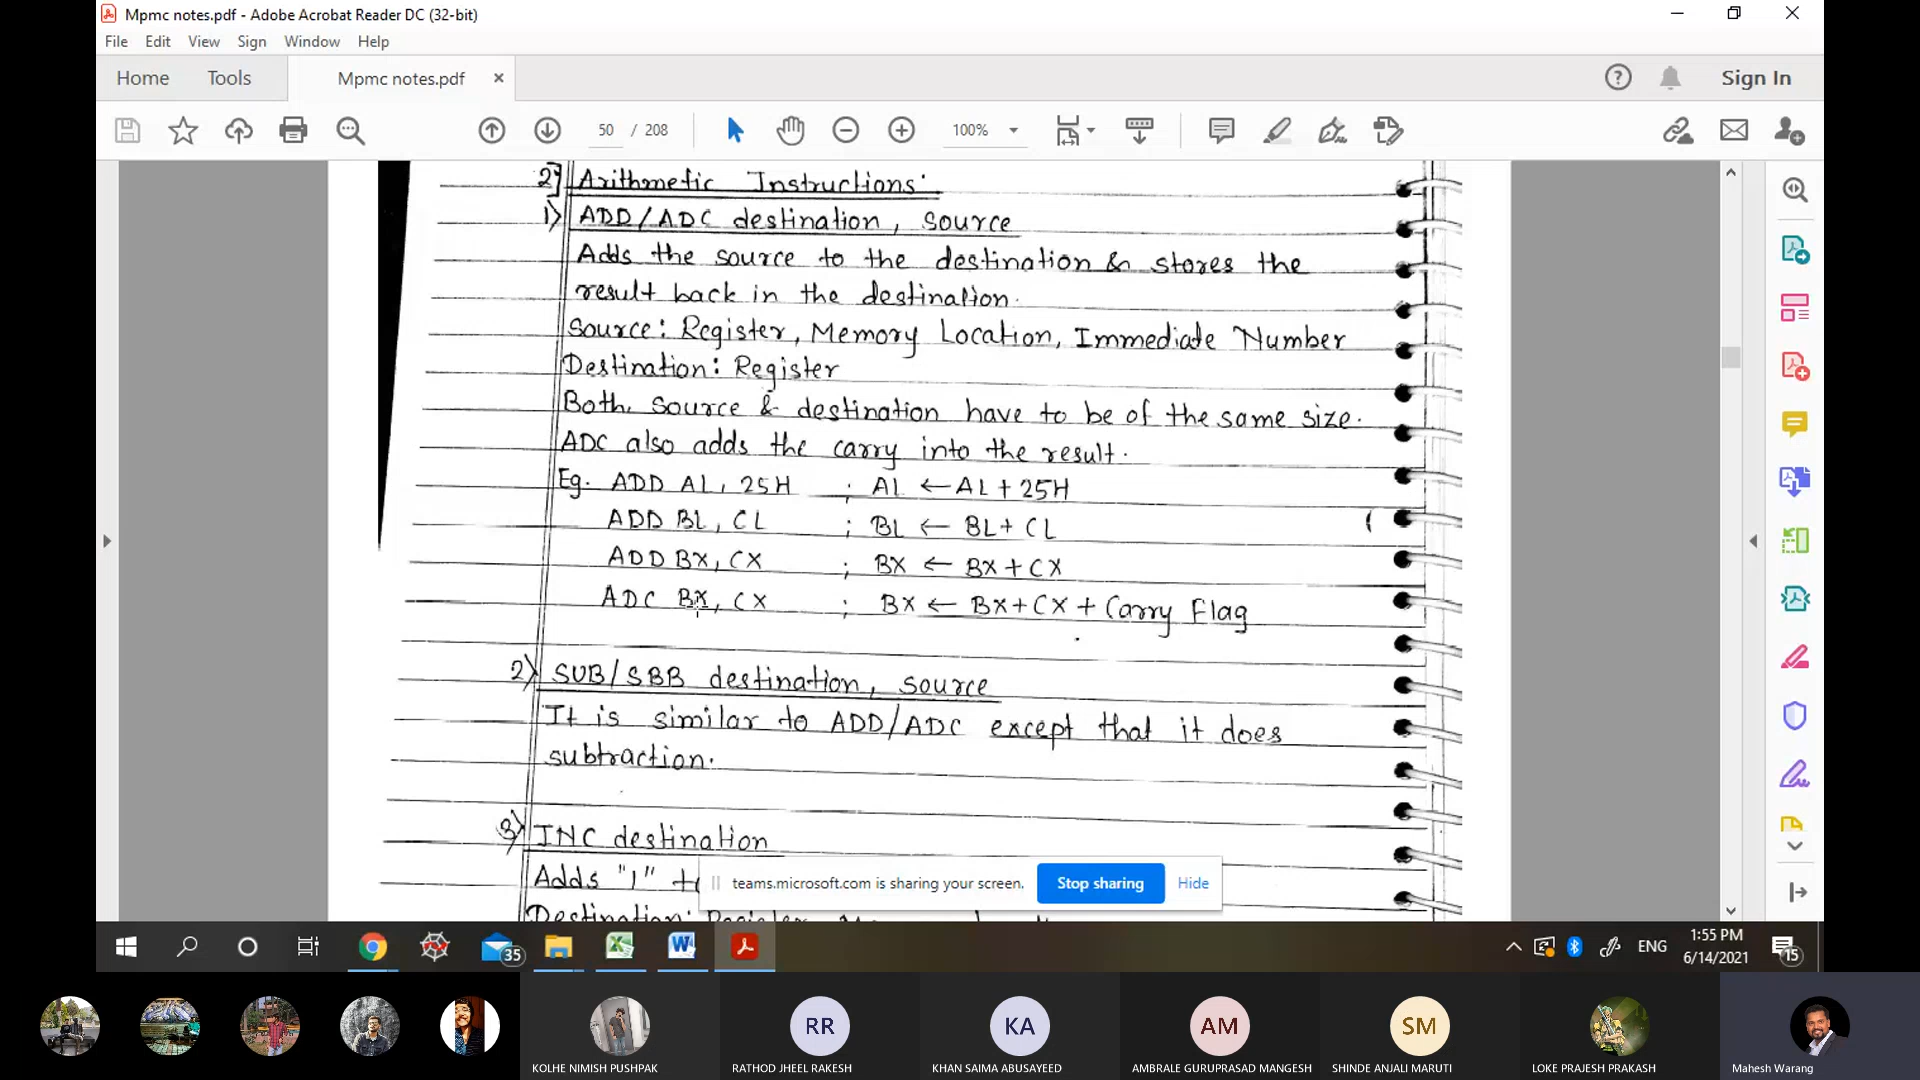 Mpmc notes.pdf - Adobe Acrobat Reader DC (32-bit)
File Edit View Sign Window Help
Home Tools Mpmc notes.pdf × Sign In
50 / 208 100%
2] Arithmetic Instructions:
1) ADD/ADC destination, source
Adds the source to the destination & stores the
result back in the destination.
Source: Register, Memory Location, Immediate Number
Destination: Register
Both, source & destination have to be of the same size.
ADC also adds the carry into the result.
Eg. ADD AL, 25H ; AL ← AL + 25H
ADD BL, CL ; BL ← BL + CL
ADD BX, CX ; BX ← BX + CX
ADC BX, CX ; BX ← BX + CX + Carry Flag
2) SUB/SBB destination, source
It is similar to ADD/ADC except that it does
subtraction.
3) INC destination
Adds "1"
teams.microsoft.com is sharing your screen. Stop sharing Hide
Destination: Register
35
ENG
1:55 PM
6/14/2021
15
RR KA AM SM
KOLHE NIMISH PUSHPAK RATHOD JHEEL RAKESH KHAN SAIMA ABUSAYEED AMBRALE GURUPRASAD MANGESH SHINDE ANJALI MARUTI LOKE PRAJESH PRAKASH Mahesh Warang